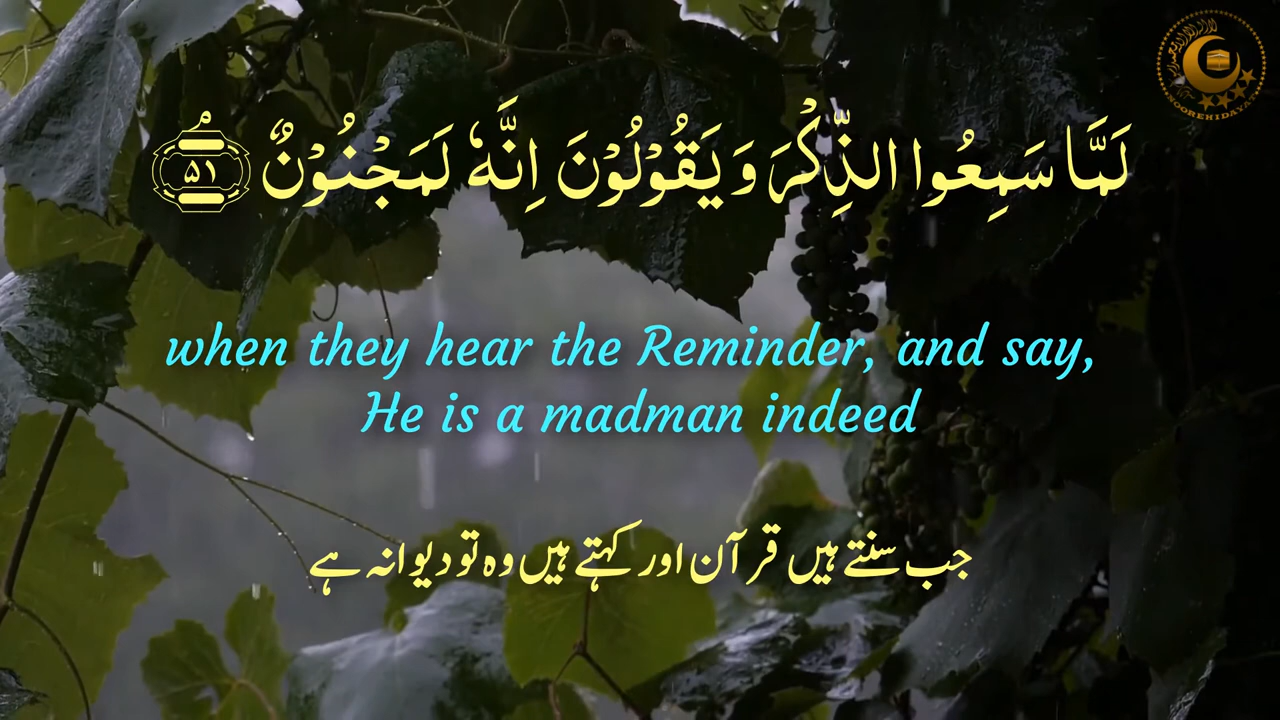 لَمَّا سَمِعُوا الذِّكْرَ وَ يَقُوْلُوْنَ اِنَّهٗ لَمَجْنُوْنٌ ۘ ۵۱
when they hear the Reminder, and say,
He is a madman indeed
جب سنتے ہیں قرآن اور کہتے ہیں وہ تو دیوانہ ہے
NOOREHIDAYAT